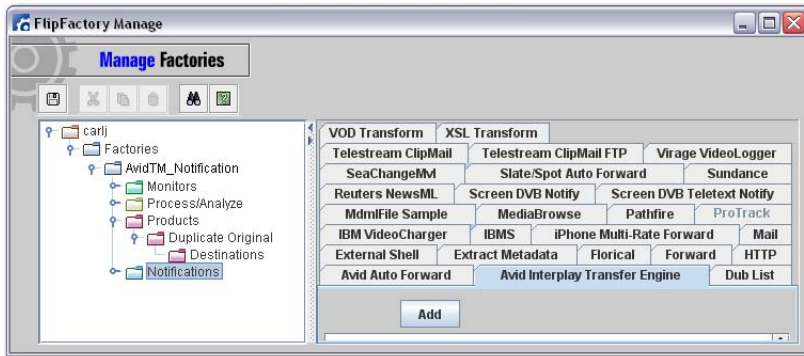 FlipFactory Manage
Manage Factories
carlj
Factories
AvidTM_Notification
Monitors
Process/Analyze
Products
Duplicate Original
Destinations
Notifications
VOD Transform XSL Transform
Telestream ClipMail Telestream ClipMail FTP Virage VideoLogger
SeaChangeMvl Slate/Spot Auto Forward Sundance
Reuters NewsML Screen DVB Notify Screen DVB Teletext Notify
MdmlFile Sample MediaBrowse Pathfire ProTrack
IBM VideoCharger IBMS iPhone Multi-Rate Forward Mail
External Shell Extract Metadata Florical Forward HTTP
Avid Auto Forward Avid Interplay Transfer Engine Dub List
Add